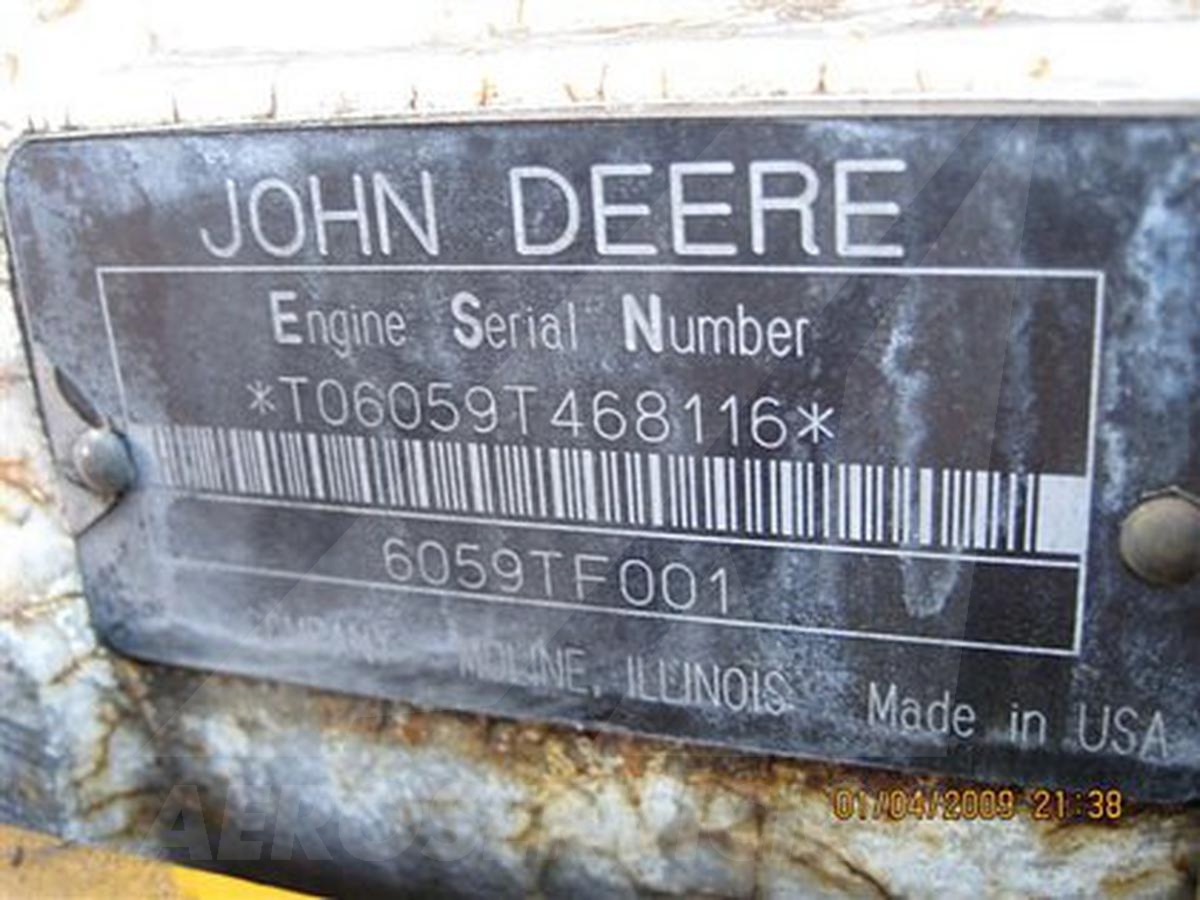 JOHN DEERE
Engine Serial Number
*T06059T468116*
6059TF001
MOLINE, ILLINOIS Made in USA
01/04/2009 21:38